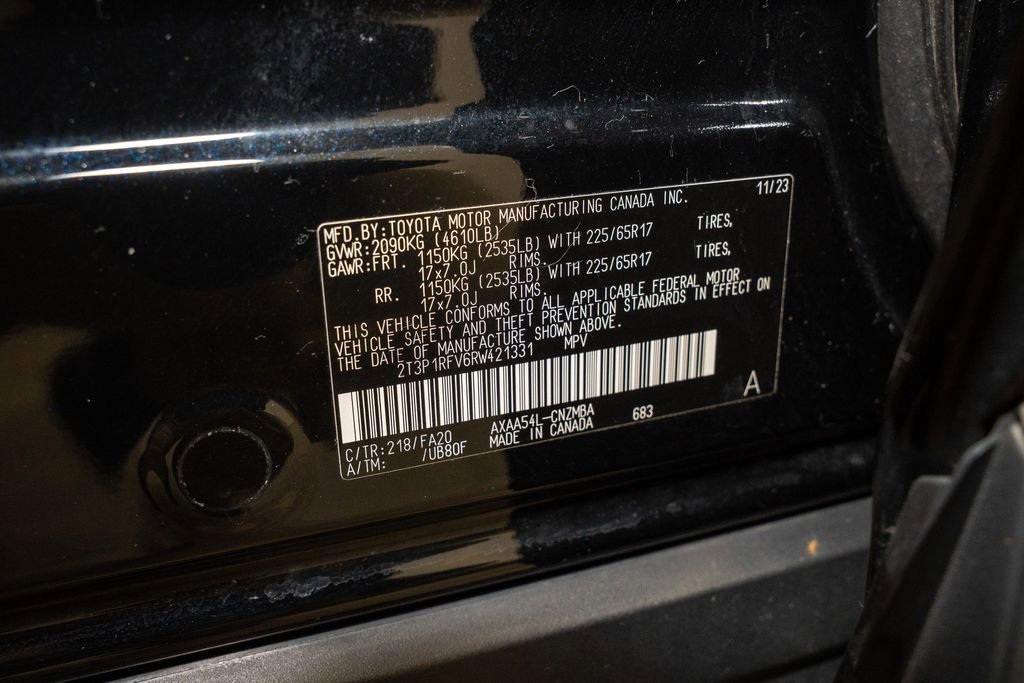 MFD. BY: TOYOTA MOTOR MANUFACTURING CANADA INC. 11/23
GVWR: 2090KG (4610LB)
GAWR: FRT. 1150KG (2535LB) WITH 225/65R17 TIRES,
17x7.0J RIMS.
RR. 1150KG (2535LB) WITH 225/65R17 TIRES,
17x7.0J RIMS.
THIS VEHICLE CONFORMS TO ALL APPLICABLE FEDERAL MOTOR
VEHICLE SAFETY AND THEFT PREVENTION STANDARDS IN EFFECT ON
THE DATE OF MANUFACTURE SHOWN ABOVE.
2T3P1RFV6RW421331 MPV
C/TR: 218/FA20 AXAA54L-CNZMBA 683 A
A/TM: /UB80F MADE IN CANADA